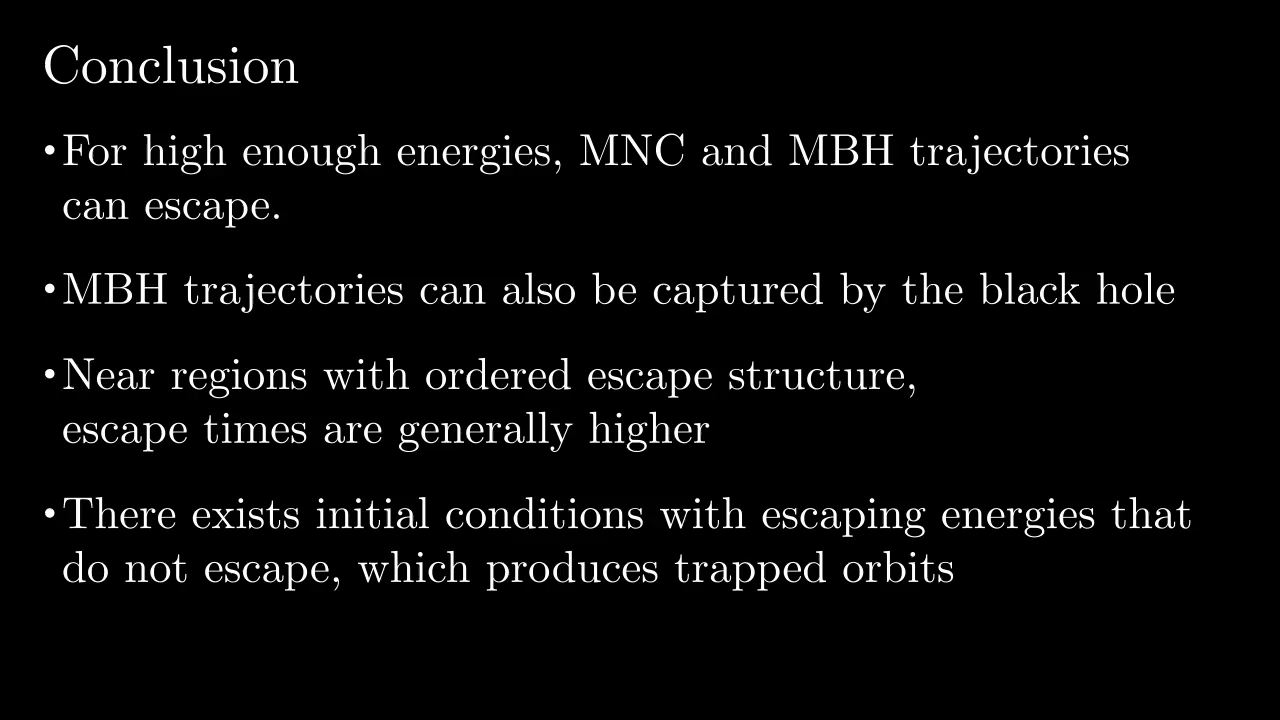 Conclusion
•For high enough energies, MNC and MBH trajectories
can escape.
•MBH trajectories can also be captured by the black hole
•Near regions with ordered escape structure,
escape times are generally higher
•There exists initial conditions with escaping energies that
do not escape, which produces trapped orbits